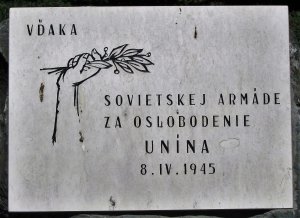 VĎAKA
SOVIETSKEJ ARMÁDE
ZA OSLOBODENIE
UNÍNA
8. IV. 1945